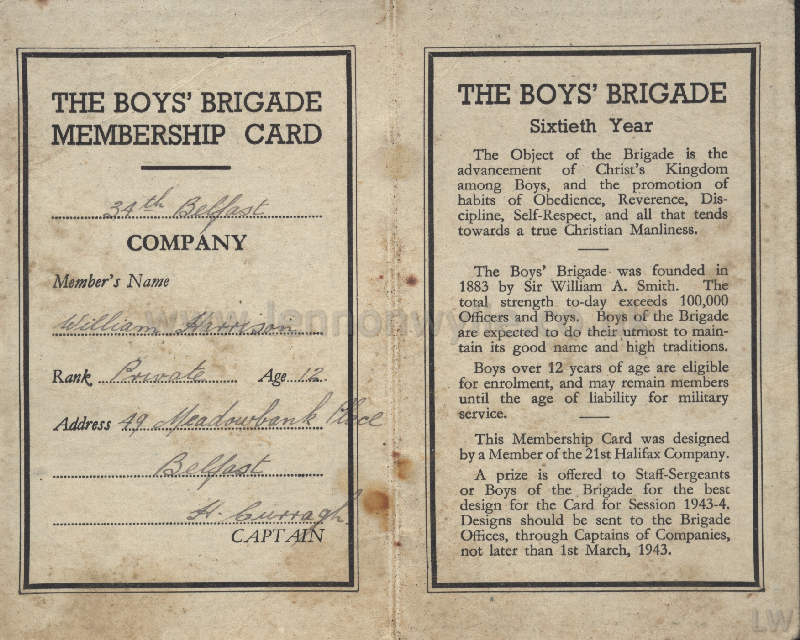 THE BOYS' BRIGADE
MEMBERSHIP CARD
34th Belfast
COMPANY
Member's Name
William Harrison
Rank Private Age 12
Address 49 Meadowbank Place
Belfast
H. Curragh
CAPTAIN
THE BOYS' BRIGADE
Sixtieth Year
The Object of the Brigade is the
advancement of Christ's Kingdom
among Boys, and the promotion of
habits of Obedience, Reverence, Dis-
cipline, Self-Respect, and all that tends
towards a true Christian Manliness.
The Boys' Brigade was founded in
1883 by Sir William A. Smith. The
total strength to-day exceeds 100,000
Officers and Boys. Boys of the Brigade
are expected to do their utmost to main-
tain its good name and high traditions.
Boys over 12 years of age are eligible
for enrolment, and may remain members
until the age of liability for military
service.
This Membership Card was designed
by a Member of the 21st Halifax Company.
A prize is offered to Staff-Sergeants
or Boys of the Brigade for the best
design for the Card for Session 1943-4.
Designs should be sent to the Brigade
Offices, through Captains of Companies,
not later than 1st March, 1943.
LW